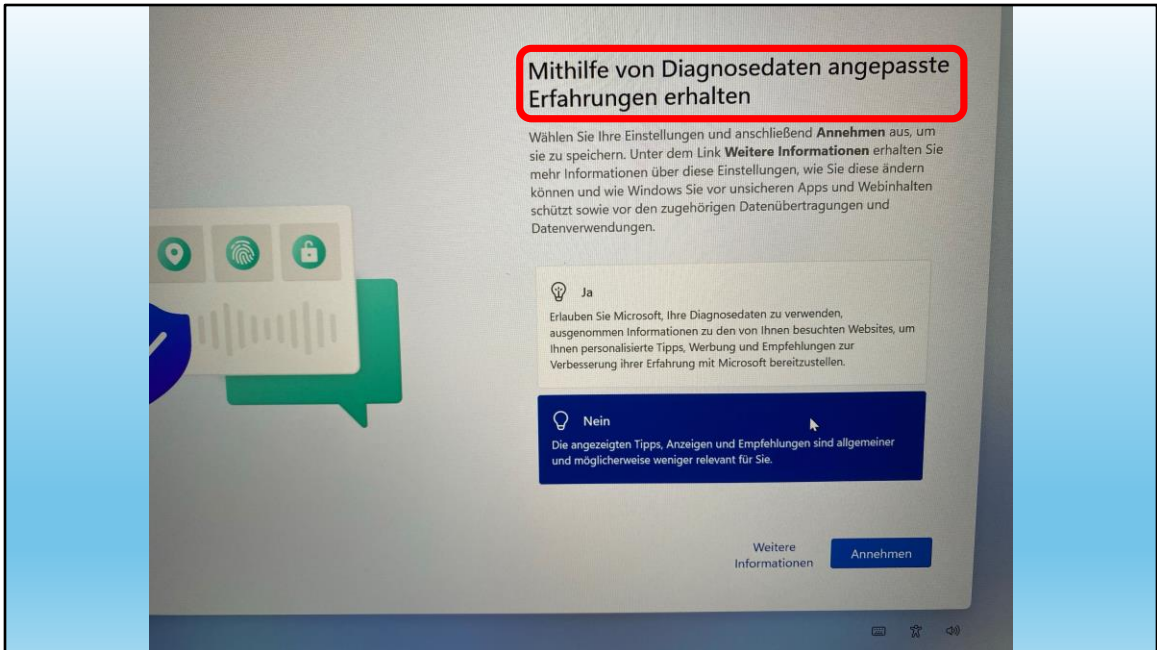 Mithilfe von Diagnosedaten angepasste
Erfahrungen erhalten
Wählen Sie Ihre Einstellungen und anschließend Annehmen aus, um
sie zu speichern. Unter dem Link Weitere Informationen erhalten Sie
mehr Informationen über diese Einstellungen, wie Sie diese ändern
können und wie Windows Sie vor unsicheren Apps und Webinhalten
schützt sowie vor den zugehörigen Datenübertragungen und
Datenverwendungen.
Ja
Erlauben Sie Microsoft, Ihre Diagnosedaten zu verwenden,
ausgenommen Informationen zu den von Ihnen besuchten Websites, um
Ihnen personalisierte Tipps, Werbung und Empfehlungen zur
Verbesserung ihrer Erfahrung mit Microsoft bereitzustellen.
Nein
Die angezeigten Tipps, Anzeigen und Empfehlungen sind allgemeiner
und möglicherweise weniger relevant für Sie.
Weitere
Informationen
Annehmen